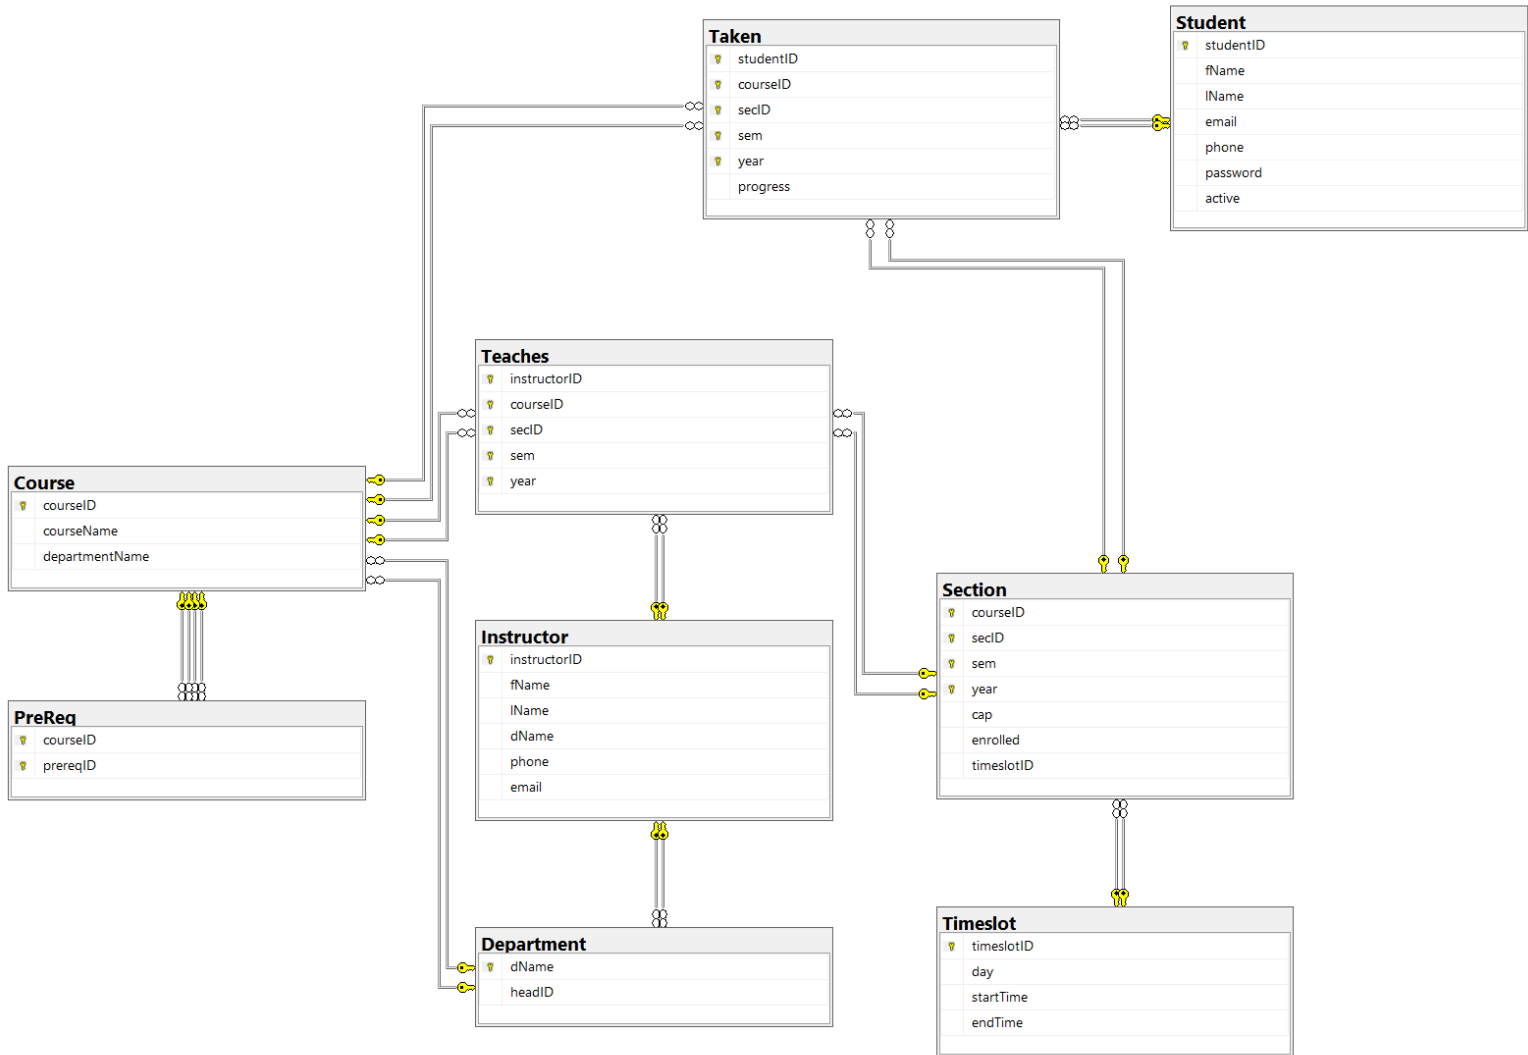 Taken
studentID
courseID
secID
sem
year
progress
Student
studentID
fName
lName
email
phone
password
active
Teaches
instructorID
courseID
secID
sem
year
Course
courseID
courseName
departmentName
PreReq
courseID
prereqID
Instructor
instructorID
fName
lName
dName
phone
email
Section
courseID
secID
sem
year
cap
enrolled
timeslotID
Department
dName
headID
Timeslot
timeslotID
day
startTime
endTime